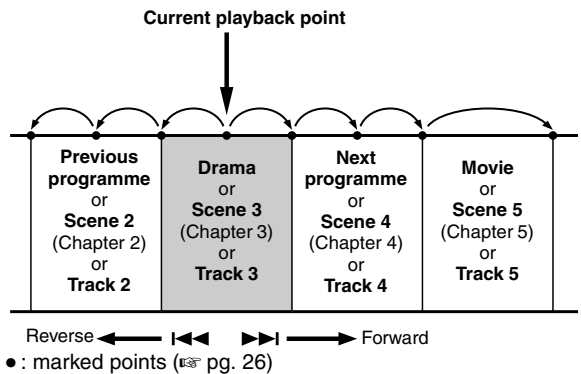 Current playback point
Previous
programme
or
Scene 2
(Chapter 2)
or
Track 2
Drama
or
Scene 3
(Chapter 3)
or
Track 3
Next
programme
or
Scene 4
(Chapter 4)
or
Track 4
Movie
or
Scene 5
(Chapter 5)
or
Track 5
Reverse
Forward
● : marked points (☞ pg. 26)